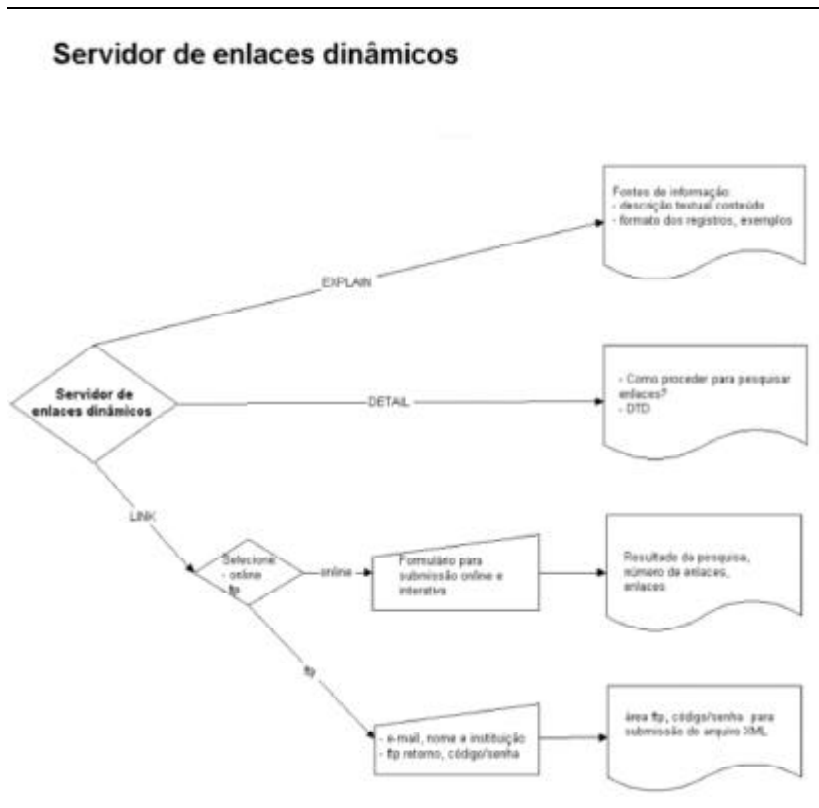 Servidor de enlaces dinâmicos
Fontes de informação:
- descrição textual conteúdo
- formato dos registros, exemplos
EXPLAIN
Servidor de
enlaces dinâmicos
DETAIL
- Como proceder para pesquisar
enlaces?
- DTD
LINK
Selecione:
- online
ftp
online
Formulário para
submissão online e
interativa
Resultado da pesquisa,
número de enlaces,
enlaces
ftp
- e-mail, nome e instituição
- ftp retorno, código/senha
área ftp, código/senha para
submissão do arquivo XML